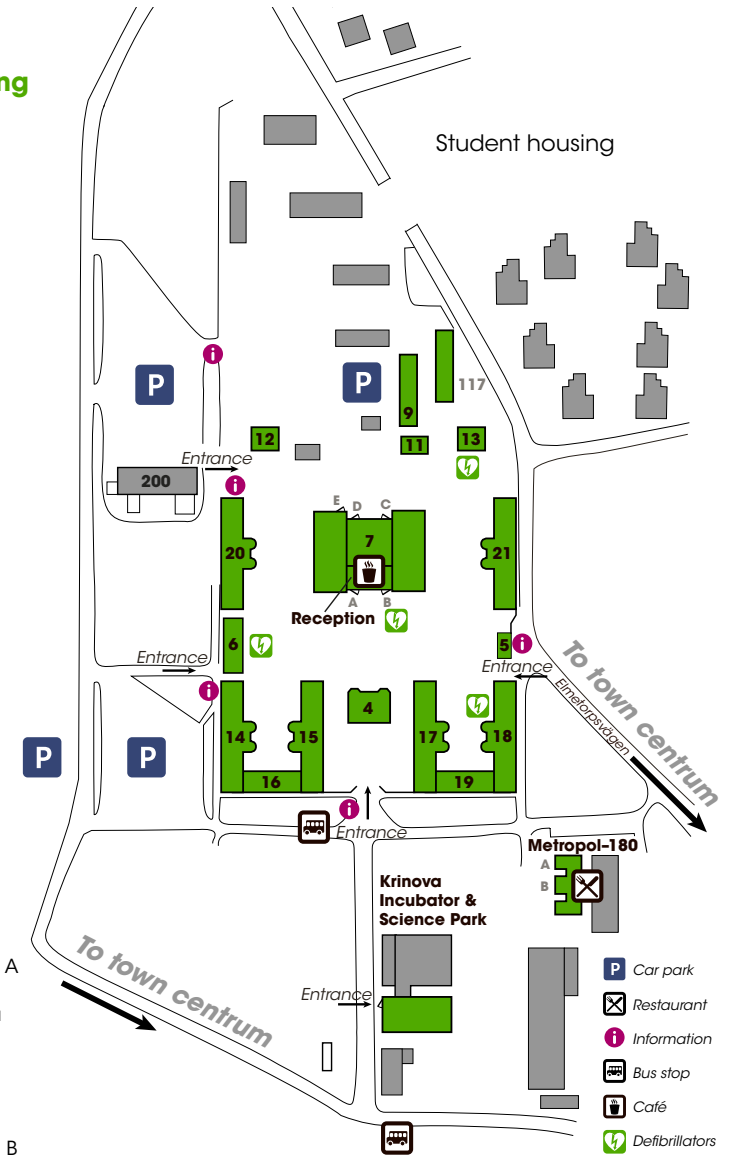 ng
Student housing
P
P
117
9
12
11
13
Entrance
200
E
D
C
20
7
21
A
B
Reception
6
5
Entrance
Entrance
To town centrum
Elmetorpsvägen
4
14
15
17
18
P
P
16
19
Entrance
Metropol-180
A
B
Krinova
Incubator &
Science Park
To town centrum
A
Entrance
B
P Car park
Restaurant
i Information
Bus stop
Café
Defibrillators